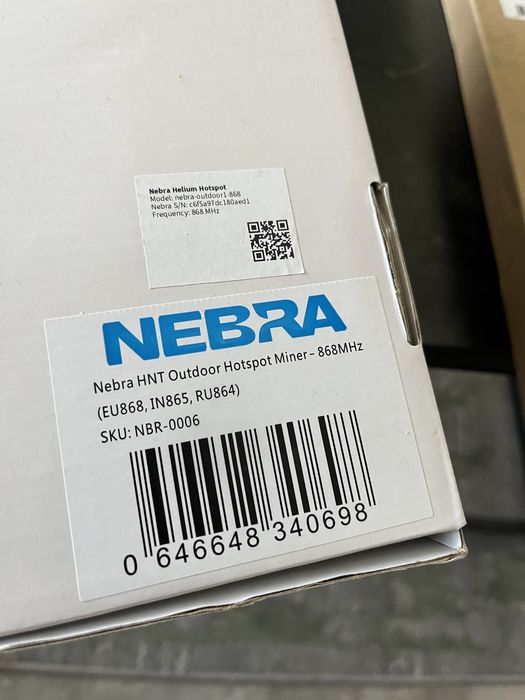 Nebra Helium Hotspot
Model: nebra-outdoor1-868
Nebra S/N: c6f5a97dc180aed1
Frequency: 868 MHz
NEBRA
Nebra HNT Outdoor Hotspot Miner – 868MHz
(EU868, IN865, RU864)
SKU: NBR-0006
0 646648 340698